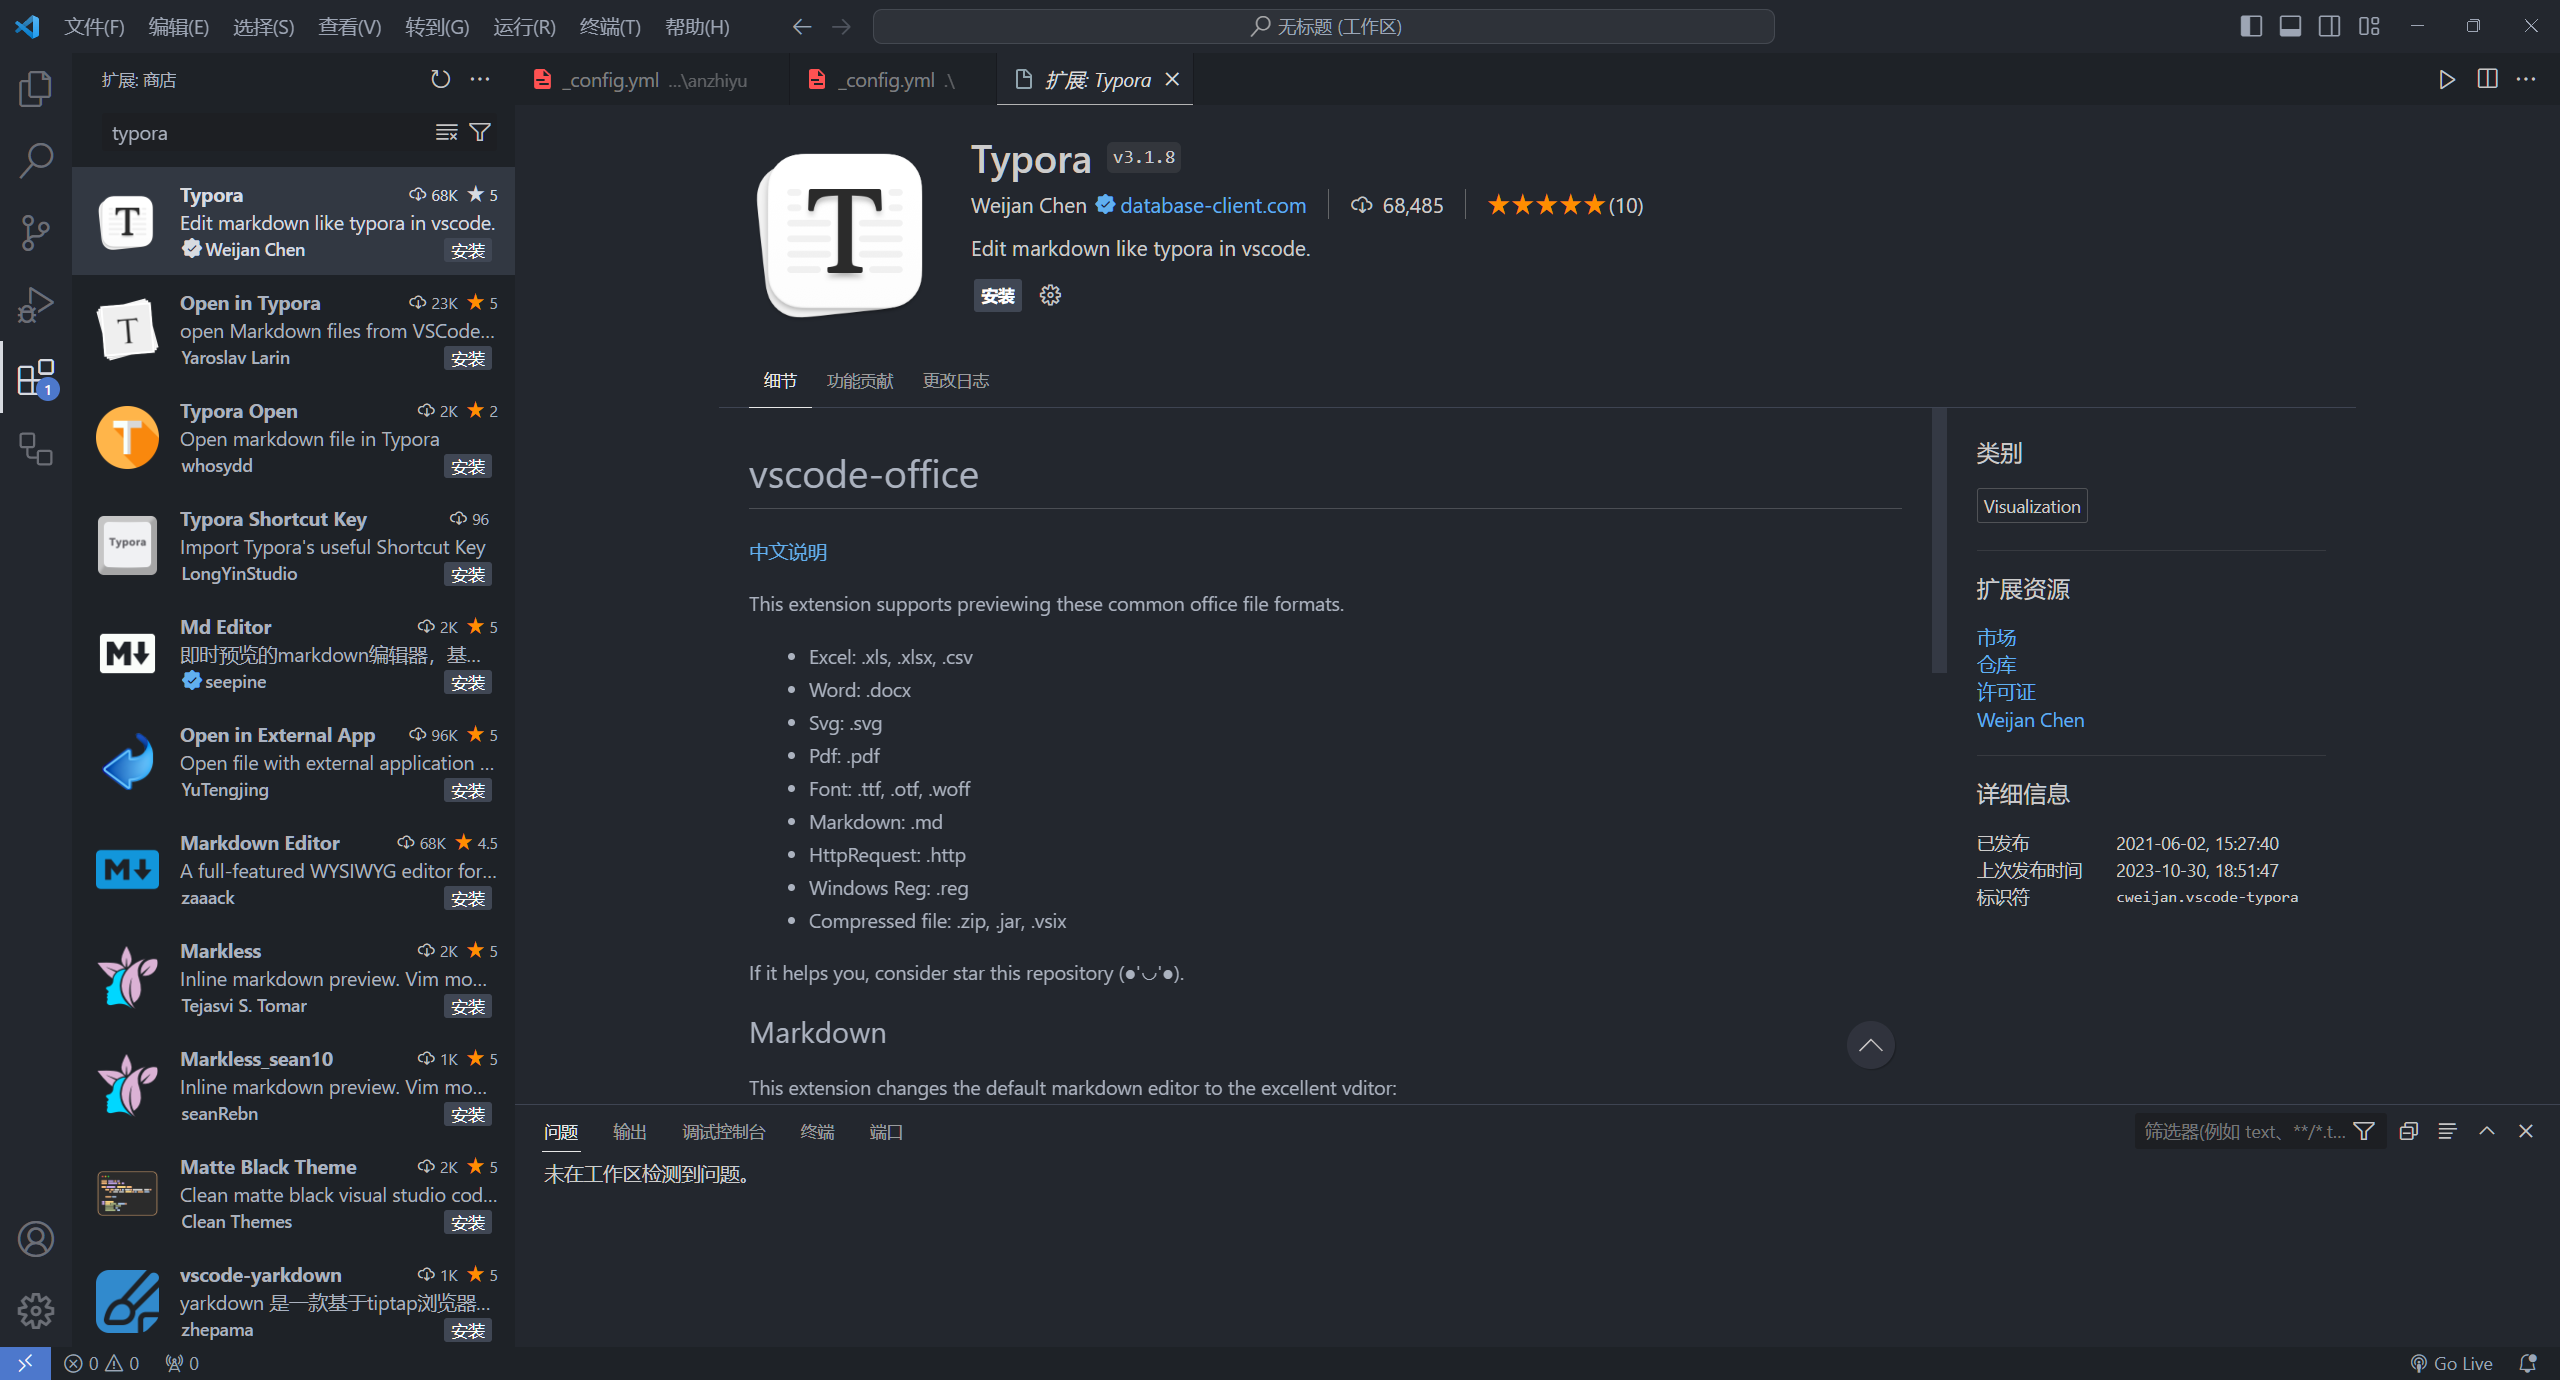 文件(F) 编辑(E) 选择(S) 查看(V) 转到(G) 运行(R) 终端(T) 帮助(H)
无标题 (工作区)
扩展: 商店
typora
Typora 68K 5
Edit markdown like typora in vscode.
Weijan Chen 安装
Open in Typora 23K 5
open Markdown files from VSCode...
Yaroslav Larin 安装
Typora Open 2K 2
Open markdown file in Typora
whosydd 安装
Typora
Typora Shortcut Key 96
Import Typora's useful Shortcut Key
LongYinStudio 安装
Md Editor 2K 5
即时预览的markdown编辑器，基...
seepine 安装
Open in External App 96K 5
Open file with external application ...
YuTengjing 安装
Markdown Editor 68K 4.5
A full-featured WYSIWYG editor for...
zaaack 安装
Markless 2K 5
Inline markdown preview. Vim mo...
Tejasvi S. Tomar 安装
Markless_sean10 1K 5
Inline markdown preview. Vim mo...
seanRebn 安装
Matte Black Theme 2K 5
Clean matte black visual studio cod...
Clean Themes 安装
vscode-yarkdown 1K 5
yarkdown 是一款基于tiptap浏览器...
zhepama 安装
1
_config.yml ...\anzhiyu
_config.yml .\
扩展: Typora
T
Typora v3.1.8
Weijan Chen database-client.com 68,485 ★★★★★(10)
Edit markdown like typora in vscode.
安装
细节 功能贡献 更改日志
vscode-office
中文说明
This extension supports previewing these common office file formats.
• Excel: .xls, .xlsx, .csv
• Word: .docx
• Svg: .svg
• Pdf: .pdf
• Font: .ttf, .otf, .woff
• Markdown: .md
• HttpRequest: .http
• Windows Reg: .reg
• Compressed file: .zip, .jar, .vsix
If it helps you, consider star this repository (●'◡'●).
Markdown
This extension changes the default markdown editor to the excellent vditor:
类别
Visualization
扩展资源
市场
仓库
许可证
Weijan Chen
详细信息
已发布 2021-06-02, 15:27:40
上次发布时间 2023-10-30, 18:51:47
标识符 cweijan.vscode-typora
问题 输出 调试控制台 终端 端口
筛选器(例如 text、**/*.t...
未在工作区检测到问题。
0 0 0
Go Live